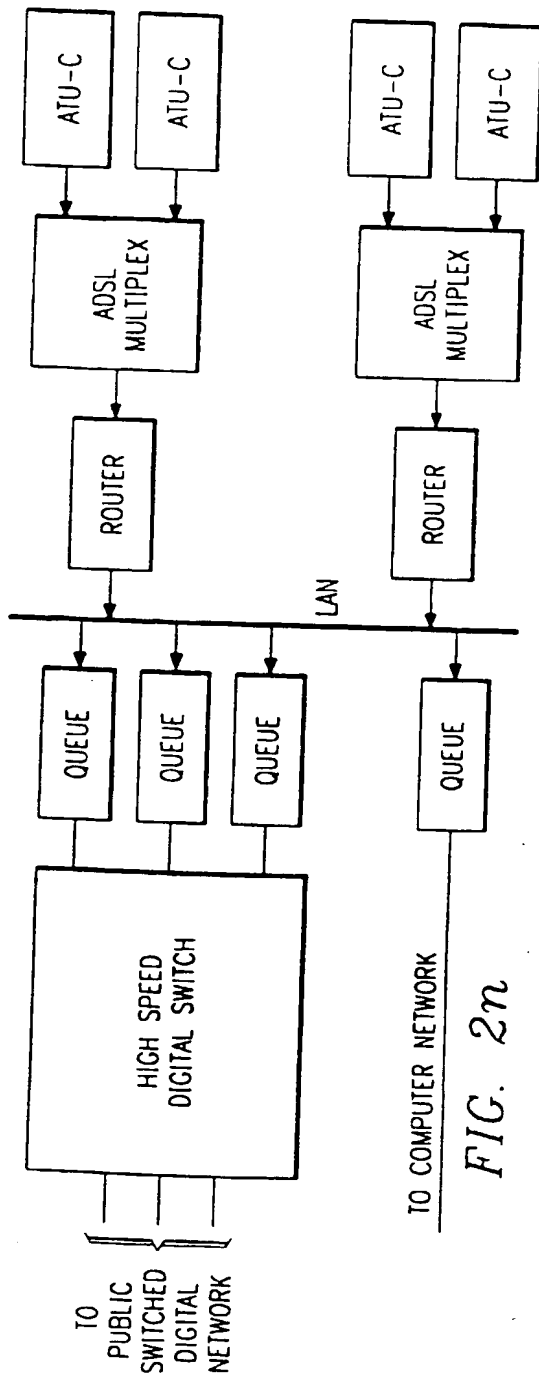 TO
PUBLIC
SWITCHED
DIGITAL
NETWORK
HIGH SPEED
DIGITAL SWITCH
QUEUE
QUEUE
QUEUE
LAN
ROUTER
ADSL
MULTIPLEX
ATU-C
ATU-C
TO COMPUTER NETWORK
QUEUE
ROUTER
ADSL
MULTIPLEX
ATU-C
ATU-C
FIG. 2n